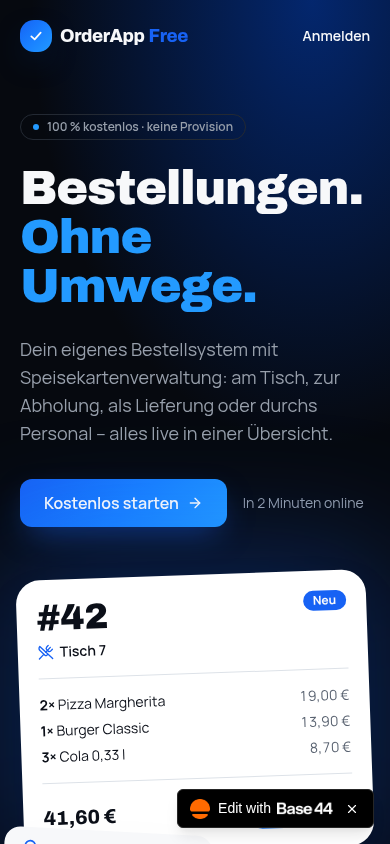 OrderApp Free
Anmelden
100 % kostenlos · keine Provision
Bestellungen.
Ohne
Umwege.
Dein eigenes Bestellsystem mit
Speisekartenverwaltung: am Tisch, zur
Abholung, als Lieferung oder durchs
Personal – alles live in einer Übersicht.
Kostenlos starten →
In 2 Minuten online
#42
Neu
Tisch 7
2× Pizza Margherita 19,00 €
1× Burger Classic 13,90 €
3× Cola 0,33 l 8,70 €
41,60 €
Edit with Base44 ×